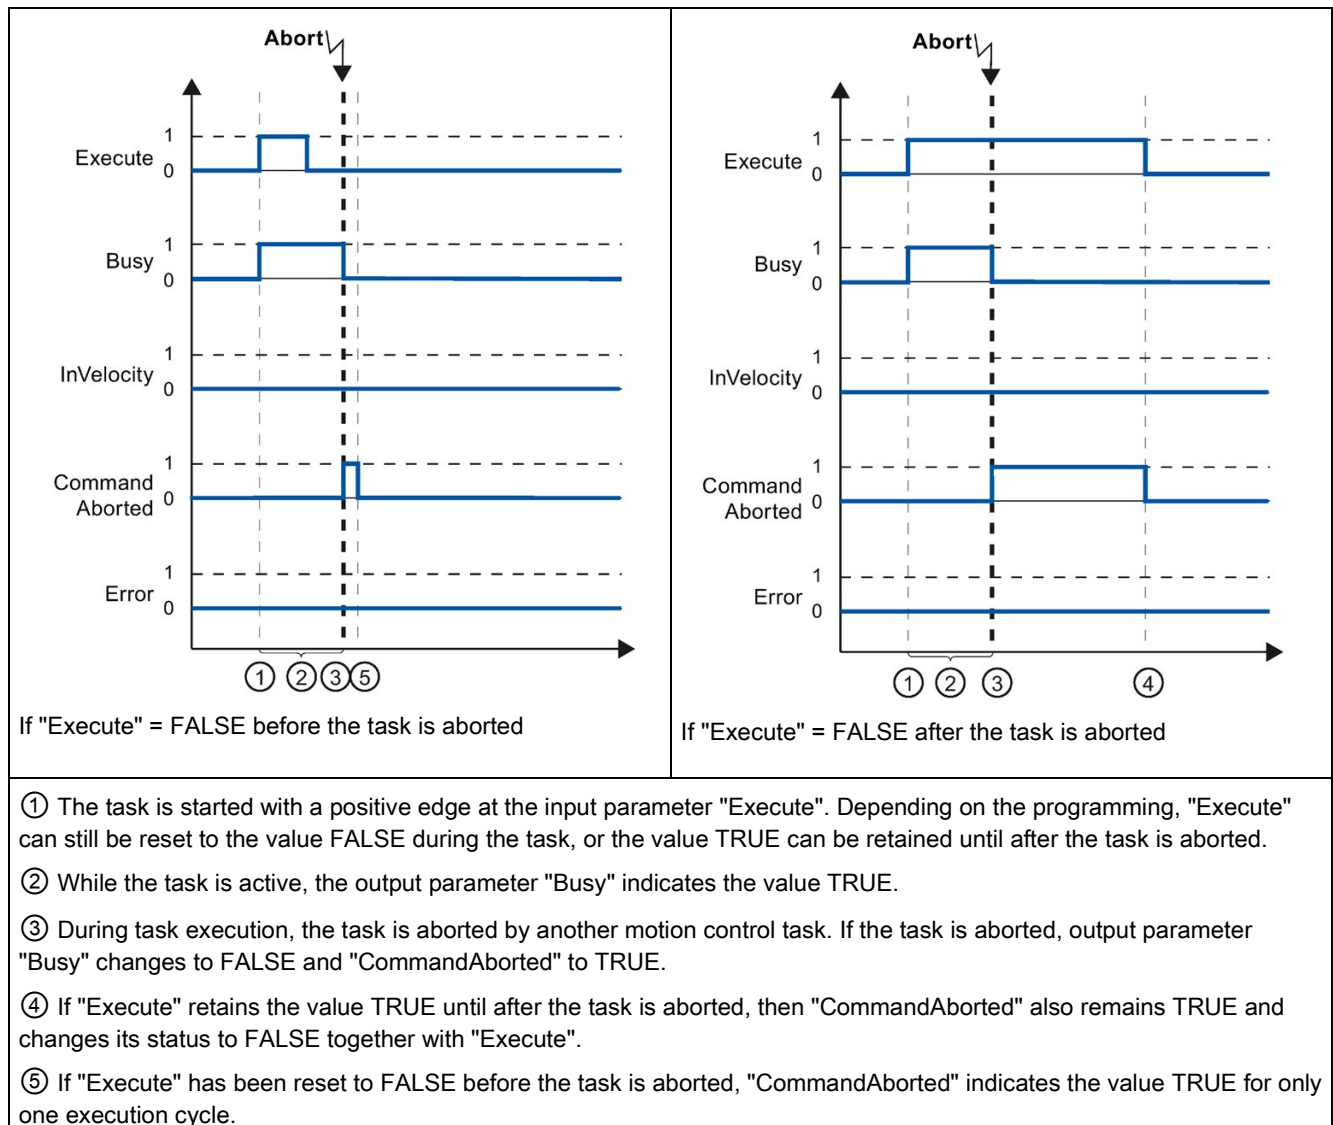 Abort
Execute 1
0
Busy 1
0
InVelocity 1
0
Command
Aborted 1
0
Error 1
0
① ② ③ ⑤
If "Execute" = FALSE before the task is aborted
Abort
Execute 1
0
Busy 1
0
InVelocity 1
0
Command
Aborted 1
0
Error 1
0
① ② ③ ④
If "Execute" = FALSE after the task is aborted
① The task is started with a positive edge at the input parameter "Execute". Depending on the programming, "Execute"
can still be reset to the value FALSE during the task, or the value TRUE can be retained until after the task is aborted.
② While the task is active, the output parameter "Busy" indicates the value TRUE.
③ During task execution, the task is aborted by another motion control task. If the task is aborted, output parameter
"Busy" changes to FALSE and "CommandAborted" to TRUE.
④ If "Execute" retains the value TRUE until after the task is aborted, then "CommandAborted" also remains TRUE and
changes its status to FALSE together with "Execute".
⑤ If "Execute" has been reset to FALSE before the task is aborted, "CommandAborted" indicates the value TRUE for only
one execution cycle.